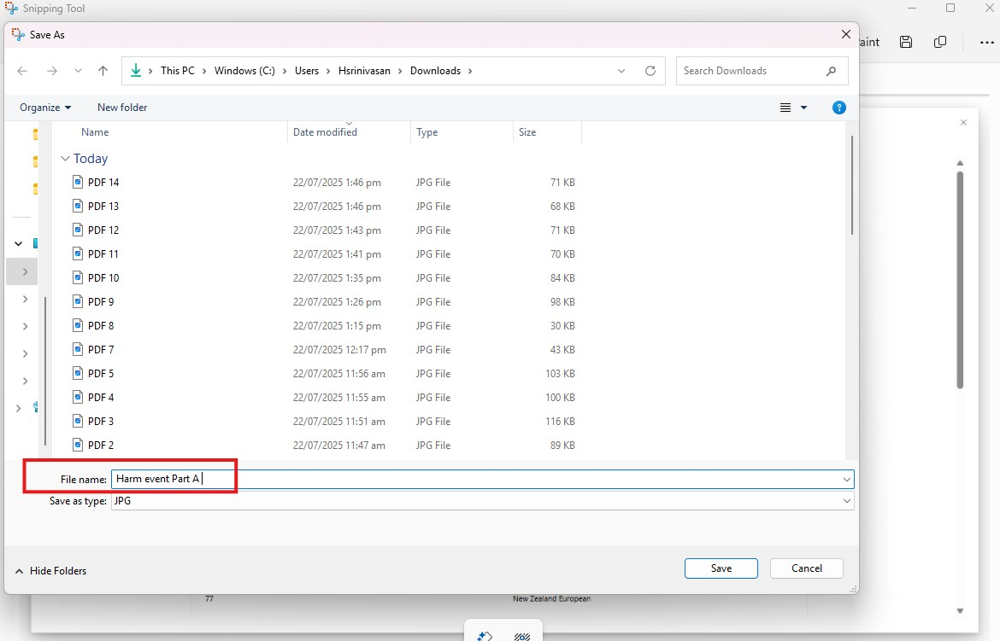 Snipping Tool
Save As
aint
This PC > Windows (C:) > Users > Hsrinivasan > Downloads >
Search Downloads
Organize
New folder
Name Date modified Type Size
Today
PDF 14 22/07/2025 1:46 pm JPG File 71 KB
PDF 13 22/07/2025 1:46 pm JPG File 68 KB
PDF 12 22/07/2025 1:43 pm JPG File 71 KB
PDF 11 22/07/2025 1:41 pm JPG File 70 KB
PDF 10 22/07/2025 1:35 pm JPG File 84 KB
PDF 9 22/07/2025 1:26 pm JPG File 98 KB
PDF 8 22/07/2025 1:15 pm JPG File 30 KB
PDF 7 22/07/2025 12:17 pm JPG File 43 KB
PDF 5 22/07/2025 11:56 am JPG File 103 KB
PDF 4 22/07/2025 11:55 am JPG File 100 KB
PDF 3 22/07/2025 11:51 am JPG File 116 KB
PDF 2 22/07/2025 11:47 am JPG File 89 KB
File name: Harm event Part A
Save as type: JPG
Hide Folders
Save
Cancel
77 New Zealand European